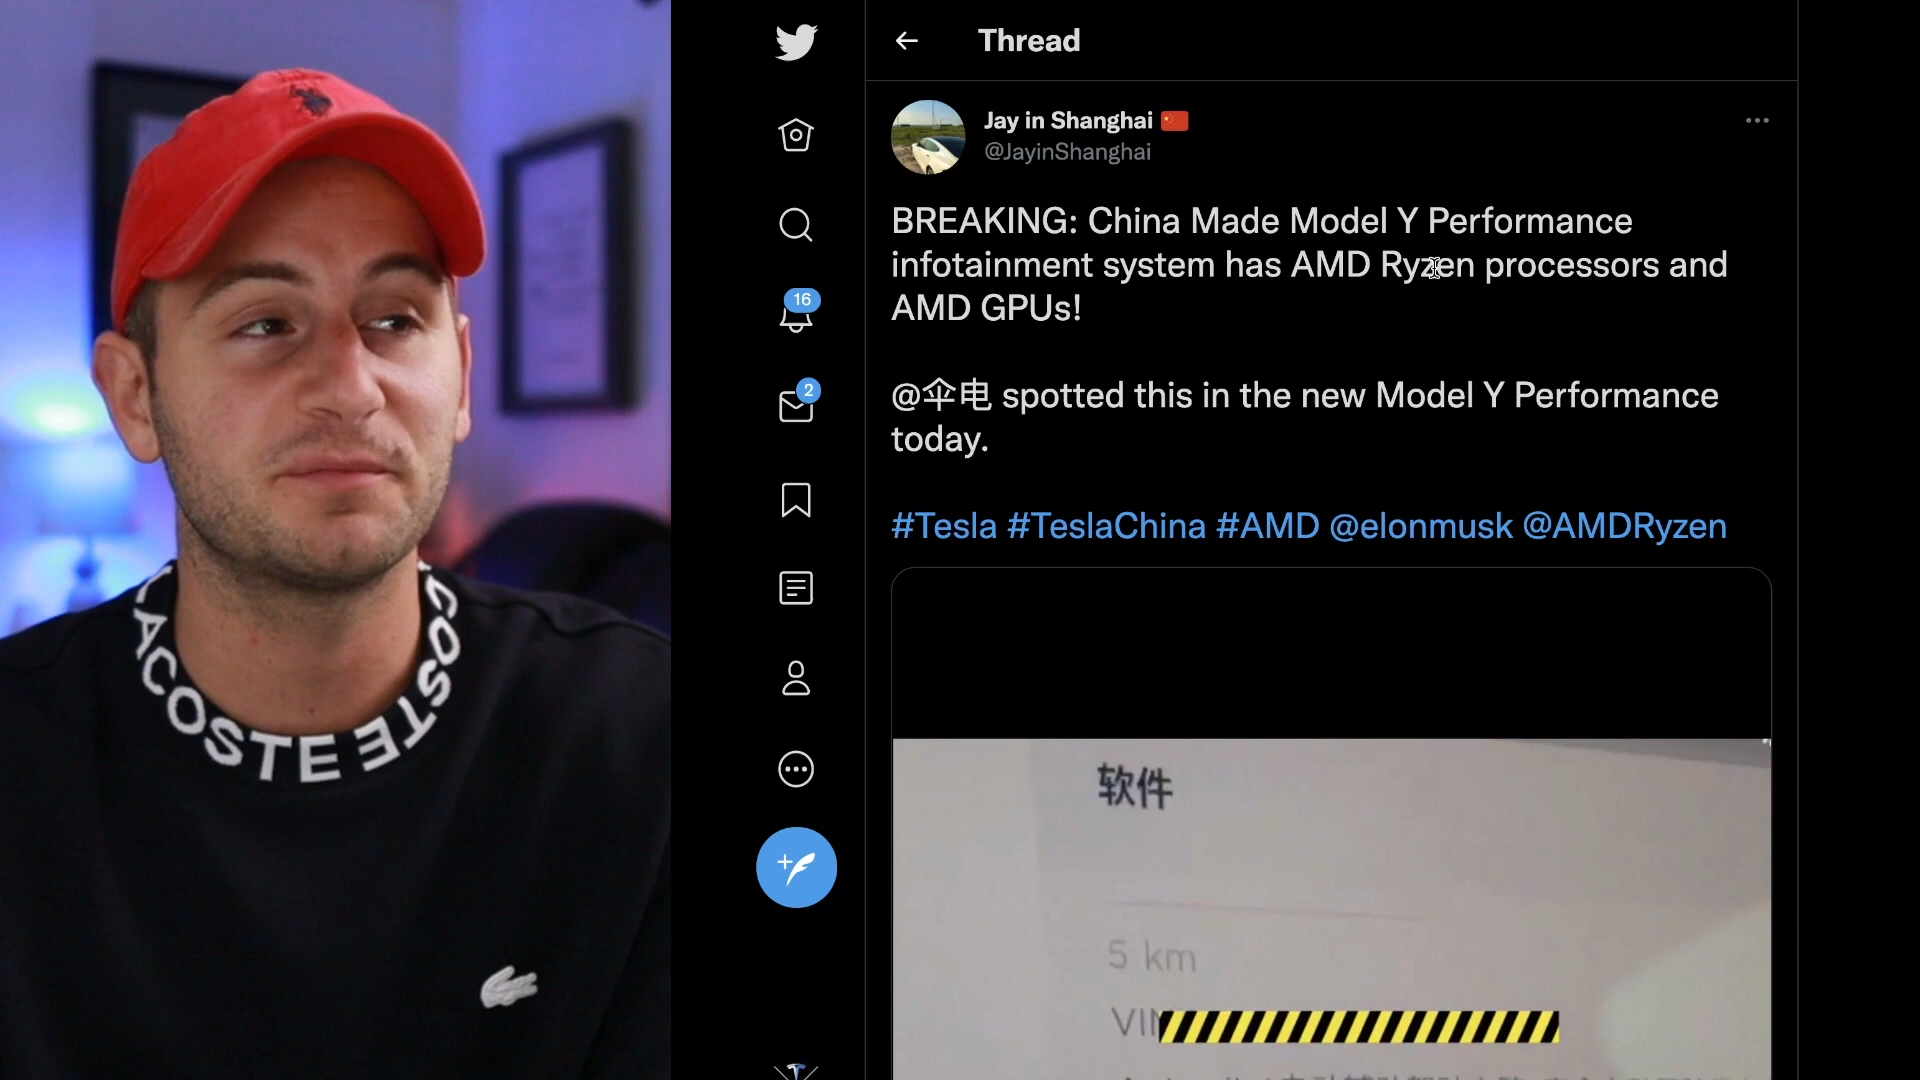 Thread
Jay in Shanghai
@JayinShanghai
BREAKING: China Made Model Y Performance
infotainment system has AMD Ryzen processors and
AMD GPUs!
@伞电 spotted this in the new Model Y Performance
today.
#Tesla #TeslaChina #AMD @elonmusk @AMDRyzen
16
2
软件
5 km
VIN
LACOSTE
LACOSTE